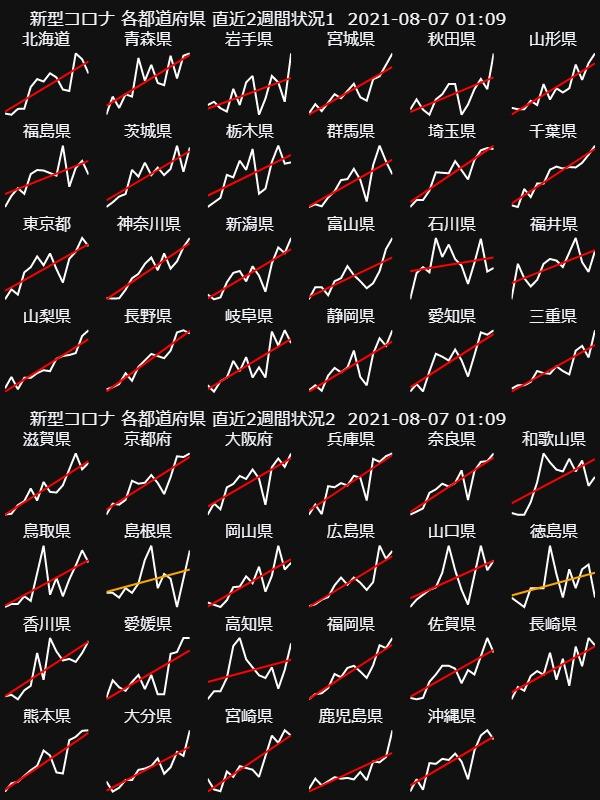 新型コロナ 各都道府県 直近2週間状況1 2021-08-07 01:09
北海道 青森県 岩手県 宮城県 秋田県 山形県
福島県 茨城県 栃木県 群馬県 埼玉県 千葉県
東京都 神奈川県 新潟県 富山県 石川県 福井県
山梨県 長野県 岐阜県 静岡県 愛知県 三重県
新型コロナ 各都道府県 直近2週間状況2 2021-08-07 01:09
滋賀県 京都府 大阪府 兵庫県 奈良県 和歌山県
鳥取県 島根県 岡山県 広島県 山口県 徳島県
香川県 愛媛県 高知県 福岡県 佐賀県 長崎県
熊本県 大分県 宮崎県 鹿児島県 沖縄県